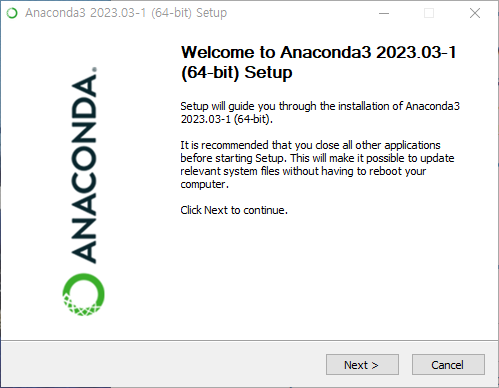 Anaconda3 2023.03-1 (64-bit) Setup
Welcome to Anaconda3 2023.03-1
(64-bit) Setup
Setup will guide you through the installation of Anaconda3
2023.03-1 (64-bit).
It is recommended that you close all other applications
before starting Setup. This will make it possible to update
relevant system files without having to reboot your
computer.
Click Next to continue.
ANACONDA.
Next >
Cancel